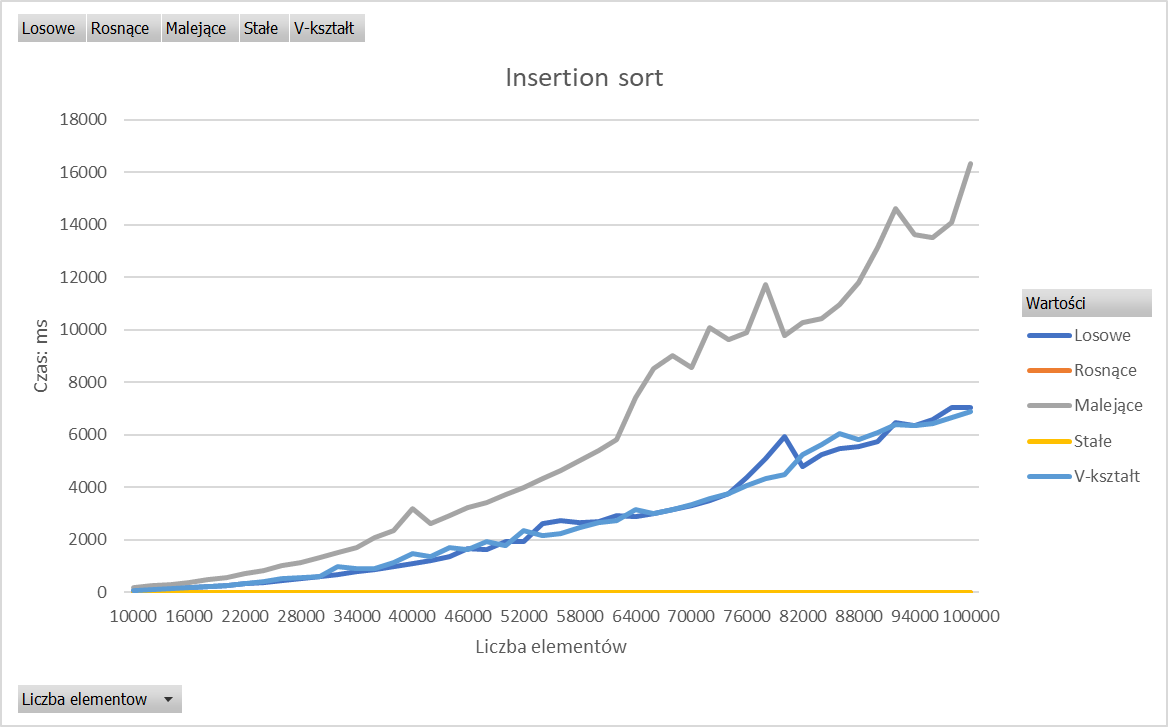 Losowe Rosnące Malejące Stałe V-kształt
Insertion sort
18000
16000
14000
12000
10000
8000
6000
4000
2000
0
Czas: ms
10000 16000 22000 28000 34000 40000 46000 52000 58000 64000 70000 76000 82000 88000 94000 100000
Liczba elementów
Wartości
Losowe
Rosnące
Malejące
Stałe
V-kształt
Liczba elementow